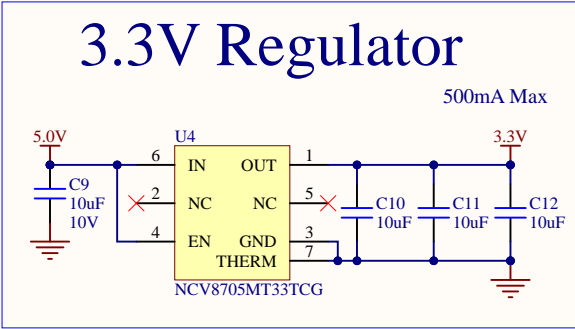 3.3V Regulator
500mA Max
5.0V
U4
3.3V
6 IN OUT 1
2 NC NC 5
4 EN GND 3
THERM 7
C9
10uF
10V
C10
10uF
C11
10uF
C12
10uF
NCV8705MT33TCG